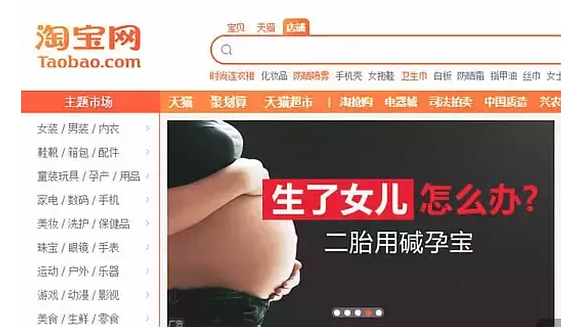 淘宝网
Taobao.com
宝贝 天猫 店铺
时尚连衣裙 化妆品 防晒喷雾 手机壳 女拖鞋 卫生巾 白板 防晒霜 指甲油 丝巾 女士
主题市场 天猫 聚划算 天猫超市 | 淘抢购 电器城 司法拍卖 中国质造 兴农
女装 / 男装 / 内衣 >
鞋靴 / 箱包 / 配件 >
童装玩具 / 孕产 / 用品 >
家电 / 数码 / 手机 >
美妆 / 洗护 / 保健品 >
珠宝 / 眼镜 / 手表 >
运动 / 户外 / 乐器 >
游戏 / 动漫 / 影视 >
美食 / 生鲜 / 零食 >
生了女儿 怎么办?
二胎用碱孕宝
广告